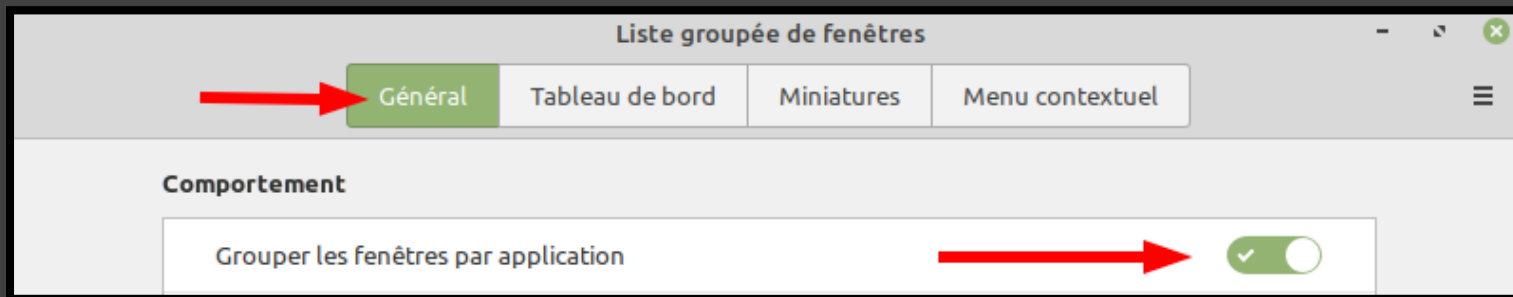 Liste groupée de fenêtres
Général Tableau de bord Miniatures Menu contextuel
Comportement
Grouper les fenêtres par application